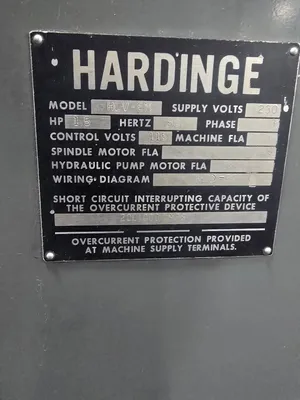 HARDINGE
MODEL SUPPLY VOLTS 230
HP HERTZ PHASE
CONTROL VOLTS MACHINE FLA
SPINDLE MOTOR FLA
HYDRAULIC PUMP MOTOR FLA
WIRING DIAGRAM
SHORT CIRCUIT INTERRUPTING CAPACITY OF
THE OVERCURRENT PROTECTIVE DEVICE
OVERCURRENT PROTECTION PROVIDED
AT MACHINE SUPPLY TERMINALS.